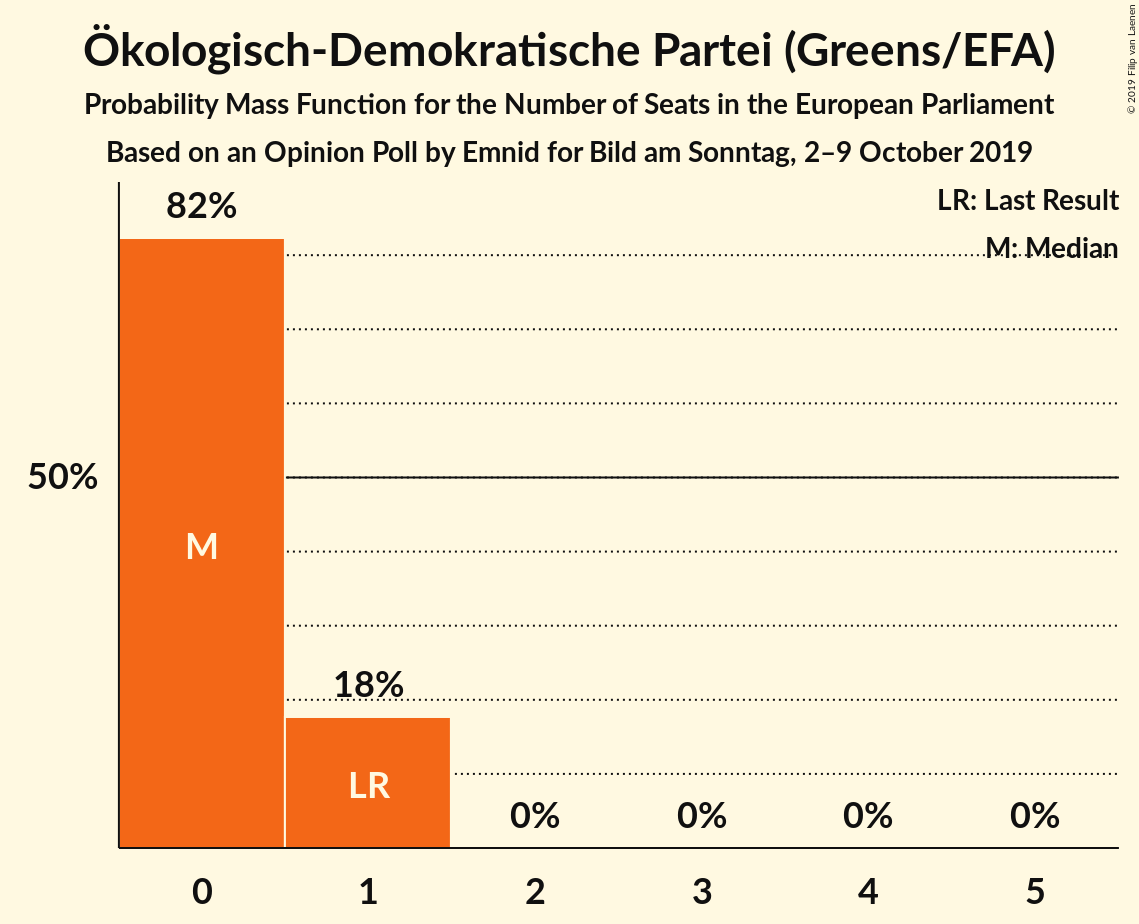 Ökologisch-Demokratische Partei (Greens/EFA)
Probability Mass Function for the Number of Seats in the European Parliament
Based on an Opinion Poll by Emnid for Bild am Sonntag, 2–9 October 2019
© 2019 Filip van Laenen
LR: Last Result
M: Median
82%
50%
M
18%
LR
0% 0% 0% 0%
0 1 2 3 4 5